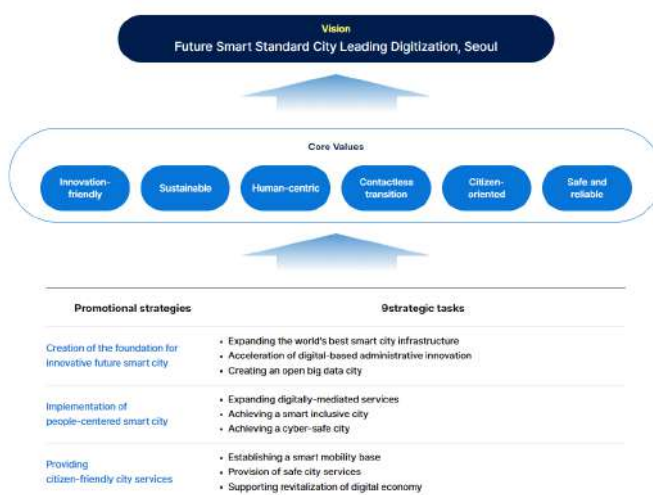 Vision
Future Smart Standard City Leading Digitization, Seoul
Core Values
Innovation-
friendly
Sustainable
Human-centric
Contactless
transition
Citizen-
oriented
Safe and
reliable
Promotional strategies
9strategic tasks
Creation of the foundation for
innovative future smart city
• Expanding the world's best smart city infrastructure
• Acceleration of digital-based administrative innovation
• Creating an open big data city
Implementation of
people-centered smart city
• Expanding digitally-mediated services
• Achieving a smart inclusive city
• Achieving a cyber-safe city
Providing
citizen-friendly city services
• Establishing a smart mobility base
• Provision of safe city services
• Supporting revitalization of digital economy